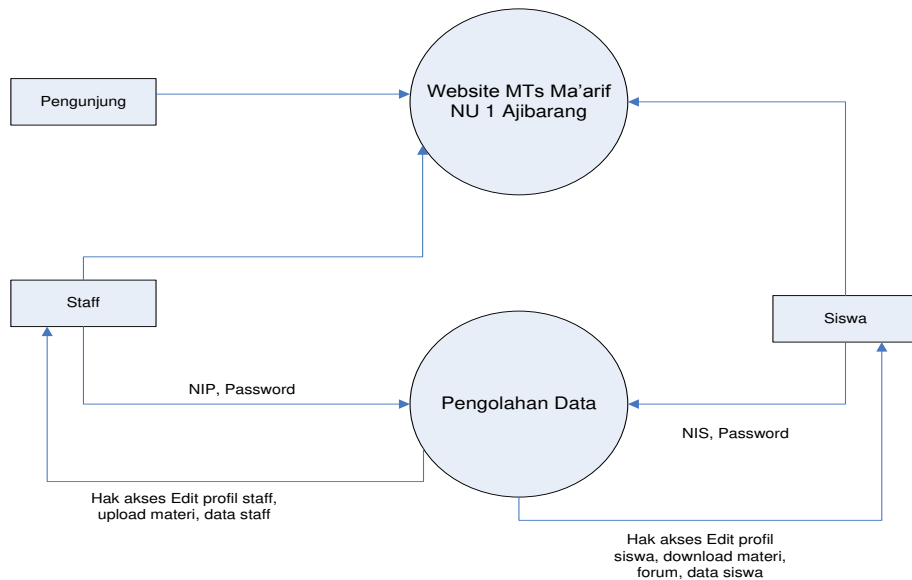 Pengunjung
Website MTs Ma'arif
NU 1 Ajibarang
Staff
Siswa
NIP, Password
Pengolahan Data
NIS, Password
Hak akses Edit profil staff,
upload materi, data staff
Hak akses Edit profil
siswa, download materi,
forum, data siswa